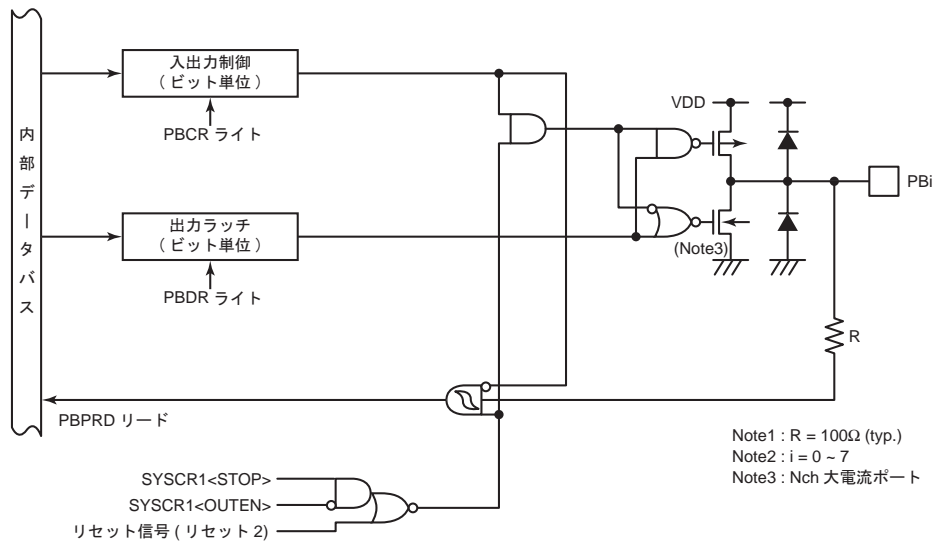 内部データバス
入出力制御
( ビット単位 )
PBCR ライト
出力ラッチ
( ビット単位 )
PBDR ライト
VDD
PBi
(Note3)
R
PBPRD リード
SYSCR1<STOP>
SYSCR1<OUTEN>
リセット信号 ( リセット 2)
Note1 : R = 100Ω (typ.)
Note2 : i = 0 ~ 7
Note3 : Nch 大電流ポート